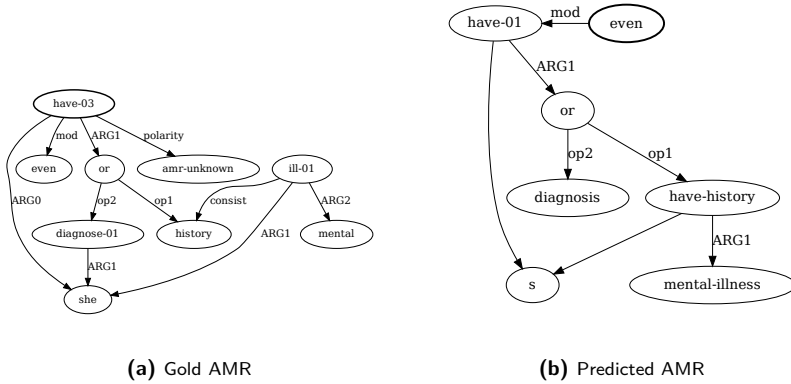 have-03
mod
ARG1
polarity
even
or
amr-unknown
ill-01
ARG0
op2
op1
consist
ARG2
diagnose-01
history
mental
ARG1
ARG1
she
(a) Gold AMR
have-01
mod
even
ARG1
or
op2
op1
diagnosis
have-history
ARG1
s
mental-illness
(b) Predicted AMR